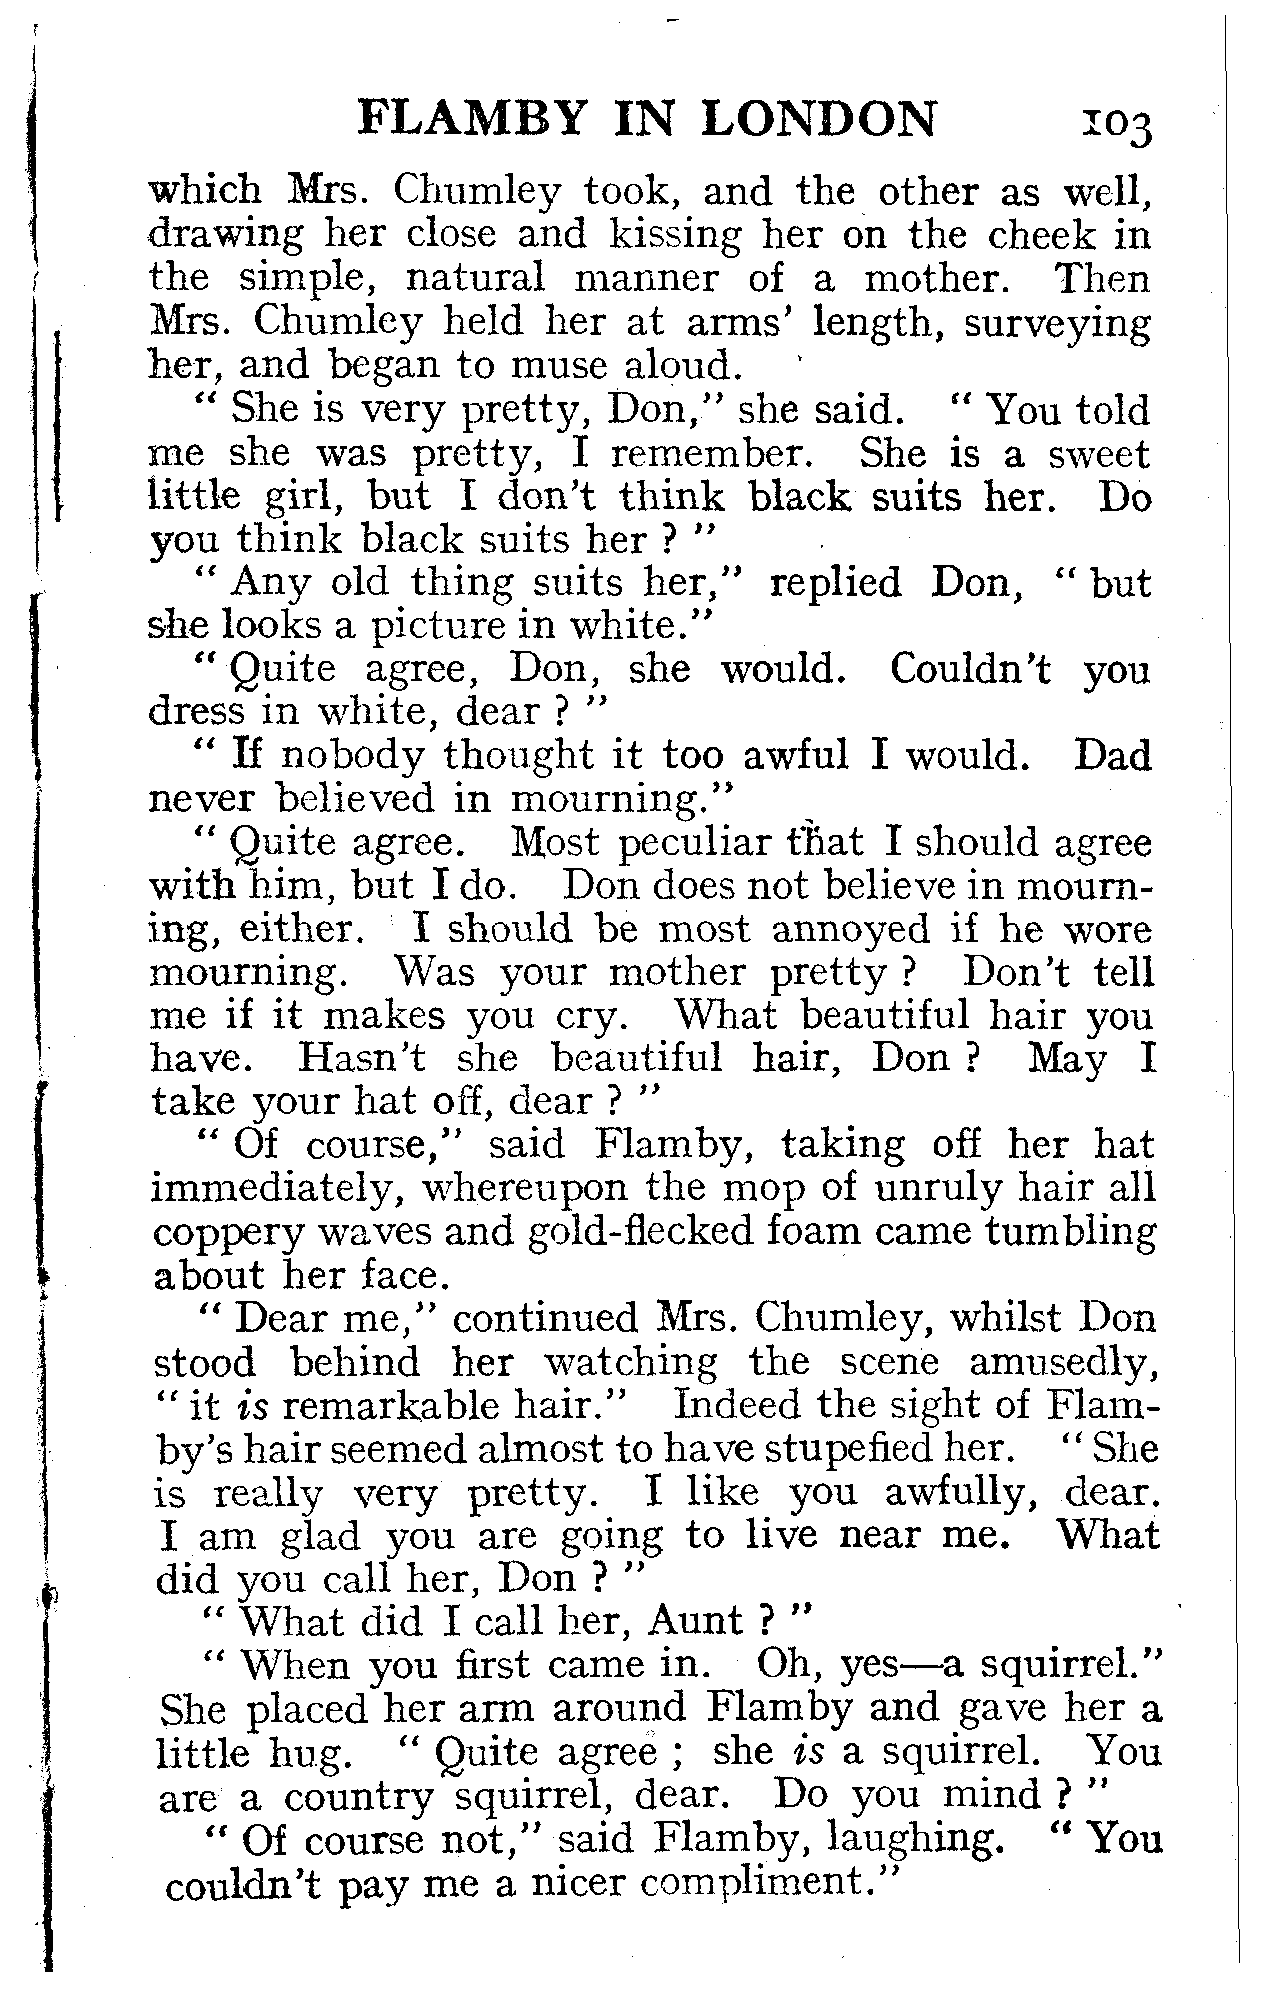 FLAMBY IN LONDON 103
which Mrs. Chumley took, and the other as well,
drawing her close and kissing her on the cheek in
the simple, natural manner of a mother. Then
Mrs. Chumley held her at arms' length, surveying
her, and began to muse aloud.
" She is very pretty, Don," she said. " You told
me she was pretty, I remember. She is a sweet
little girl, but I don't think black suits her. Do
you think black suits her ? "
" Any old thing suits her," replied Don, " but
she looks a picture in white."
" Quite agree, Don, she would. Couldn't you
dress in white, dear ? "
" If nobody thought it too awful I would. Dad
never believed in mourning."
" Quite agree. Most peculiar that I should agree
with him, but I do. Don does not believe in mourn-
ing, either. I should be most annoyed if he wore
mourning. Was your mother pretty ? Don't tell
me if it makes you cry. What beautiful hair you
have. Hasn't she beautiful hair, Don ? May I
take your hat off, dear ? "
" Of course," said Flamby, taking off her hat
immediately, whereupon the mop of unruly hair all
coppery waves and gold-flecked foam came tumbling
about her face.
" Dear me," continued Mrs. Chumley, whilst Don
stood behind her watching the scene amusedly,
" it is remarkable hair." Indeed the sight of Flam-
by's hair seemed almost to have stupefied her. " She
is really very pretty. I like you awfully, dear.
I am glad you are going to live near me. What
did you call her, Don ? "
" What did I call her, Aunt ? "
" When you first came in. Oh, yes—a squirrel."
She placed her arm around Flamby and gave her a
little hug. " Quite agree ; she is a squirrel. You
are a country squirrel, dear. Do you mind ? "
" Of course not," said Flamby, laughing. " You
couldn't pay me a nicer compliment."